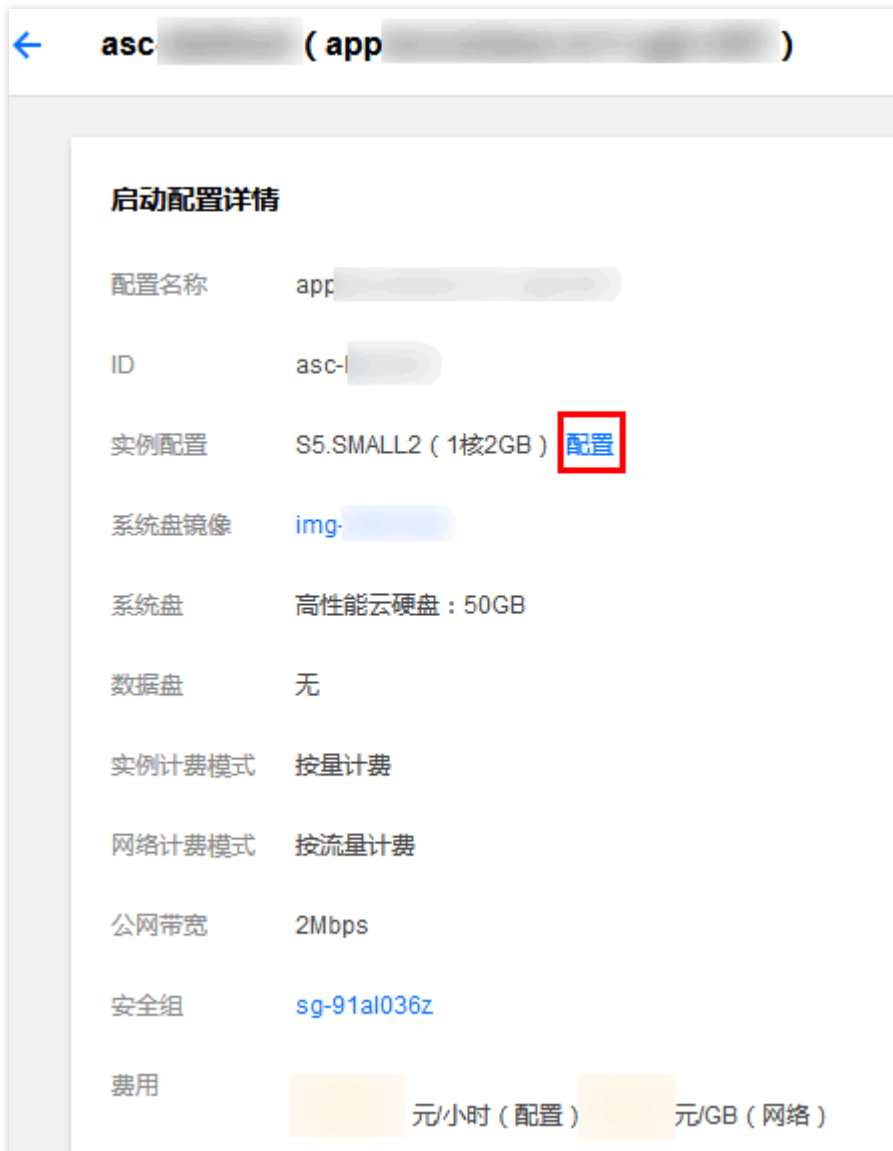 asc (app )
启动配置详情
配置名称 app
ID asc-
实例配置 S5.SMALL2（1核2GB）配置
系统盘镜像 img-
系统盘 高性能云硬盘：50GB
数据盘 无
实例计费模式 按量计费
网络计费模式 按流量计费
公网带宽 2Mbps
安全组 sg-91al036z
费用 元/小时（配置） 元/GB（网络）